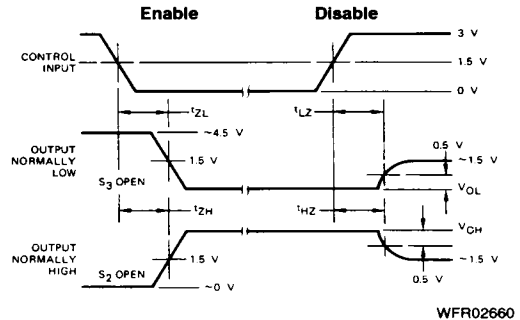 Enable
Disable
CONTROL
INPUT
3 V
1.5 V
0 V
tZL
tLZ
~4.5 V
0.5 V
OUTPUT
NORMALLY
LOW
1.5 V
~1.5 V
S3 OPEN
VOL
tZH
tHZ
VCH
OUTPUT
NORMALLY
HIGH
S2 OPEN
1.5 V
~1.5 V
~0 V
0.5 V
WFR02660